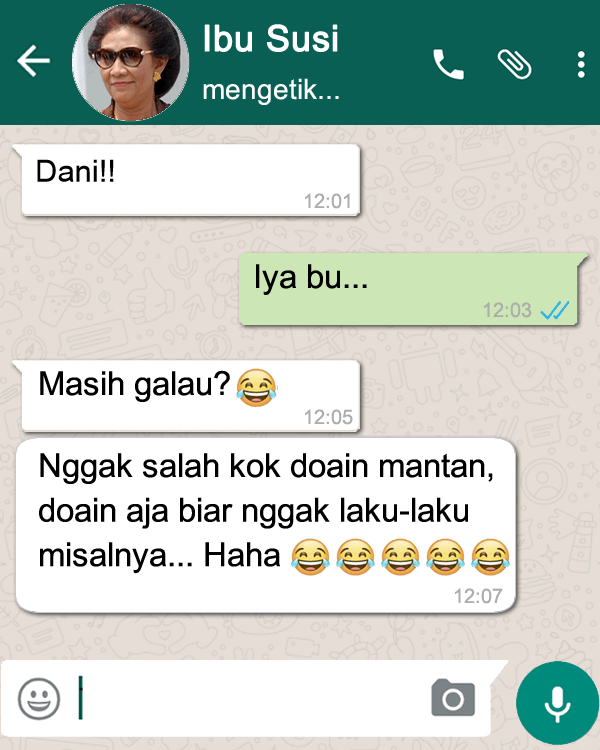 Ibu Susi
mengetik...
Dani!!
12:01
Iya bu...
12:03
Masih galau?😂
12:05
Nggak salah kok doain mantan,
doain aja biar nggak laku-laku
misalnya... Haha 😂😂😂😂😂
12:07